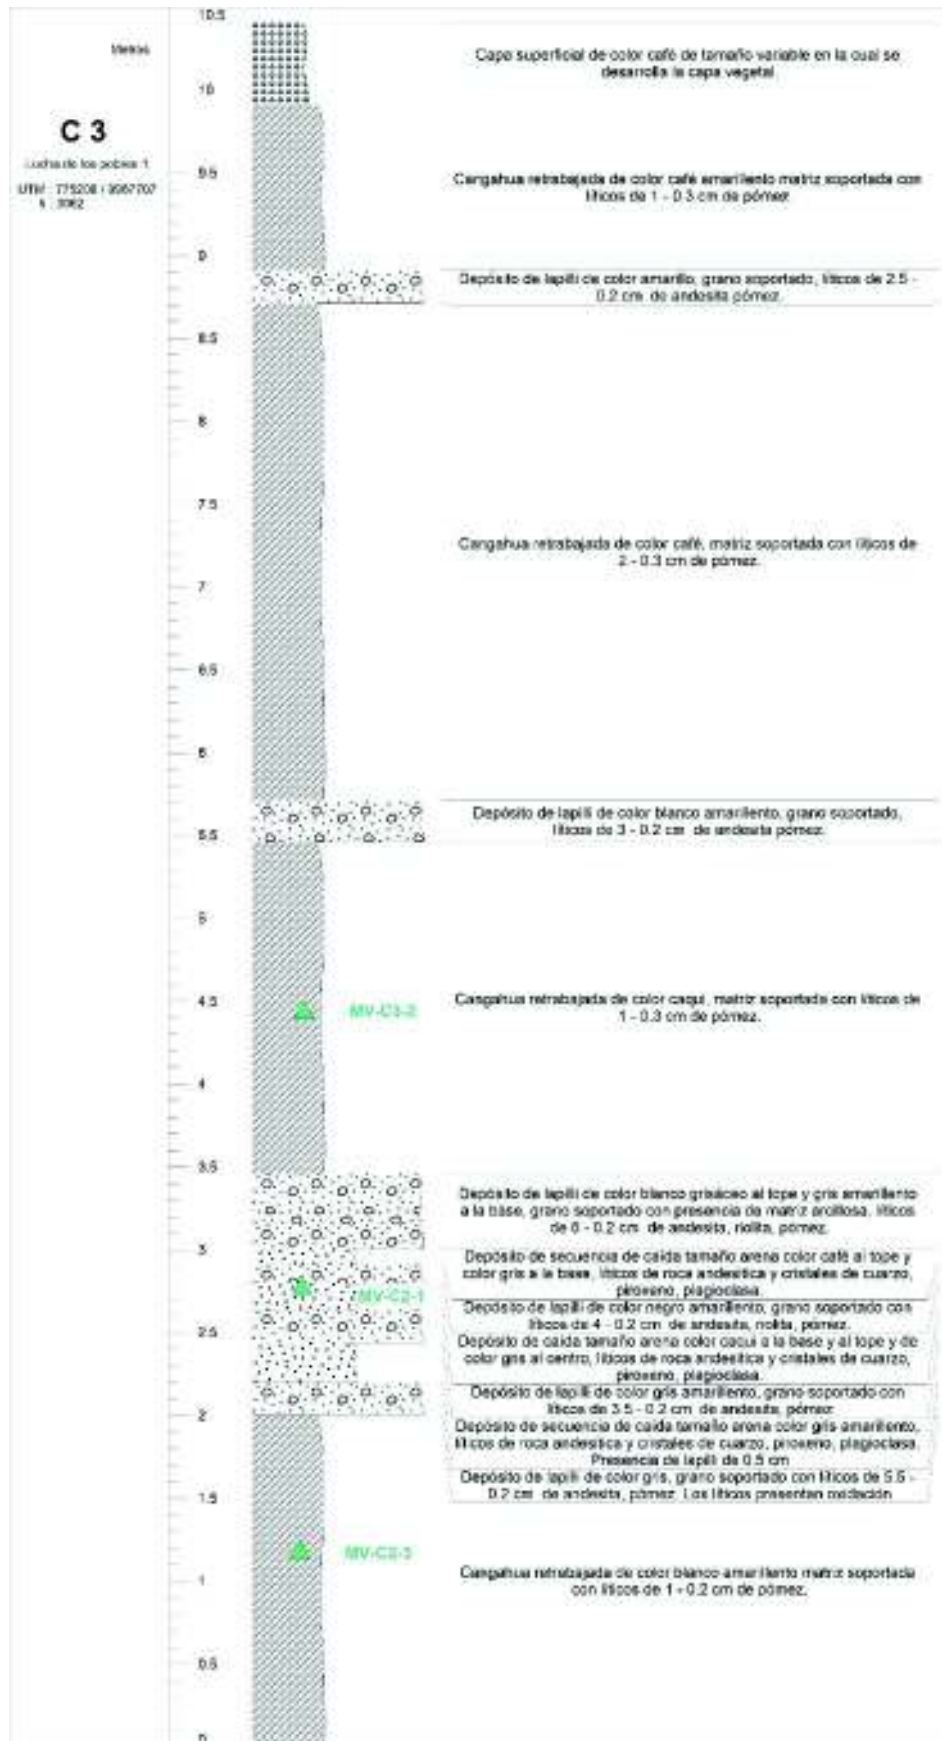 10.5
Metros
Capa superficial de color café de tamaño variable en la cual se
desarrolla la capa vegetal
10
C 3
Lucha de los pobres 1
9.5
Cangahua retrabajada de color café amarillento matriz soportada con
líticos de 1 - 0.3 cm de pómez
9
Depósito de lapilli de color amarillo, grano soportado, líticos de 2.5 -
0.2 cm de andesita pómez.
8.5
8
7.5
Cangahua retrabajada de color café, matriz soportada con líticos de
2 - 0.3 cm de pómez.
7
6.5
6
Depósito de lapilli de color blanco amarillento, grano soportado,
líticos de 3 - 0.2 cm de andesita pómez.
5.5
5
4.5
MV-C3-2
Cangahua retrabajada de color caqui, matriz soportada con líticos de
1 - 0.3 cm de pómez.
4
3.5
Depósito de lapilli de color blanco grisáceo al tope y gris amarillento
a la base, grano soportado con presencia de matriz arcillosa, líticos
de 6 - 0.2 cm de andesita, riolita, pómez.
3
Depósito de secuencia de caída tamaño arena color café al tope y
color gris a la base, líticos de roca andesítica y cristales de cuarzo,
piroxeno, plagioclasa.
MV-C2-1
Depósito de lapilli de color negro amarillento, grano soportado con
líticos de 4 - 0.2 cm de andesita, riolita, pómez.
2.5
Depósito de caída tamaño arena color caqui a la base y al tope y de
color gris al centro, líticos de roca andesítica y cristales de cuarzo,
piroxeno, plagioclasa.
Depósito de lapilli de color gris amarillento, grano soportado con
líticos de 3.5 - 0.2 cm de andesita, pómez
2
Depósito de secuencia de caída tamaño arena color gris amarillento,
líticos de roca andesítica y cristales de cuarzo, piroxeno, plagioclasa.
Presencia de lapilli de 0.5 cm
Depósito de lapilli de color gris, grano soportado con líticos de 5.5 -
0.2 cm de andesita, pómez. Los líticos presentan oxidación
1.5
MV-C2-3
Cangahua retrabajada de color blanco amarillento matriz soportada
con líticos de 1 - 0.2 cm de pómez.
1
0.5
0